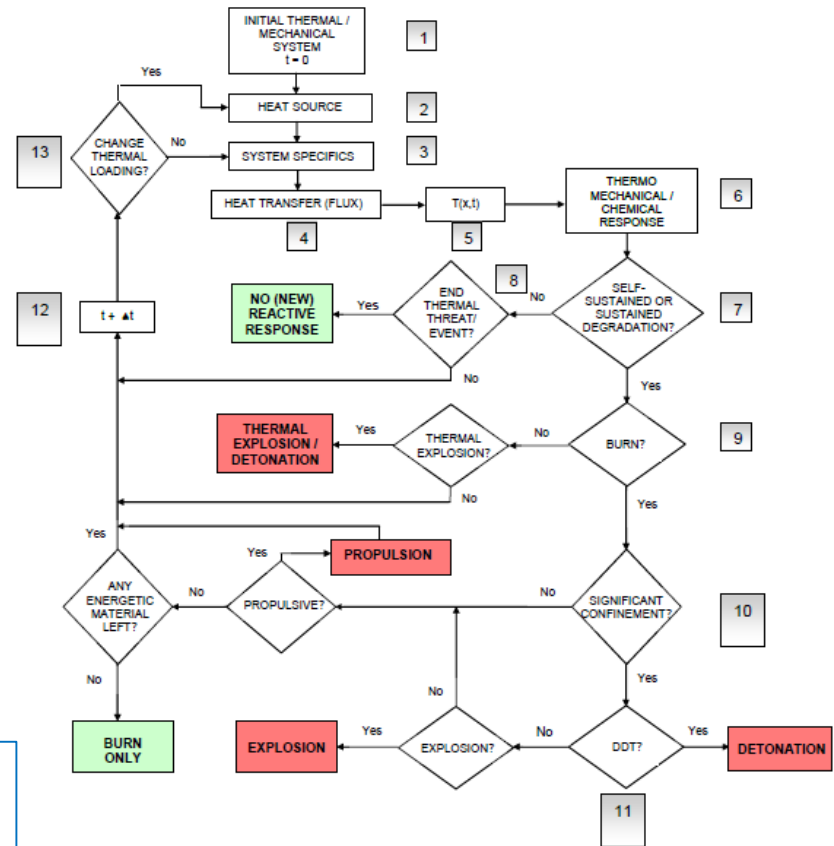 INITIAL THERMAL /
MECHANICAL
SYSTEM
t = 0
1
Yes
HEAT SOURCE
2
13
CHANGE
THERMAL
LOADING?
No
SYSTEM SPECIFICS
3
HEAT TRANSFER (FLUX)
T(x,t)
THERMO
MECHANICAL /
CHEMICAL
RESPONSE
6
4
5
12
t + ▲t
NO (NEW)
REACTIVE
RESPONSE
Yes
END
THERMAL
THREAT/
EVENT?
8
No
SELF-
SUSTAINED OR
SUSTAINED
DEGRADATION?
7
No
Yes
THERMAL
EXPLOSION /
DETONATION
Yes
THERMAL
EXPLOSION?
No
BURN?
9
No
Yes
Yes
Yes
PROPULSION
ANY
ENERGETIC
MATERIAL
LEFT?
No
PROPULSIVE?
No
SIGNIFICANT
CONFINEMENT?
10
No
No
Yes
BURN
ONLY
EXPLOSION
Yes
EXPLOSION?
No
DDT?
Yes
DETONATION
11